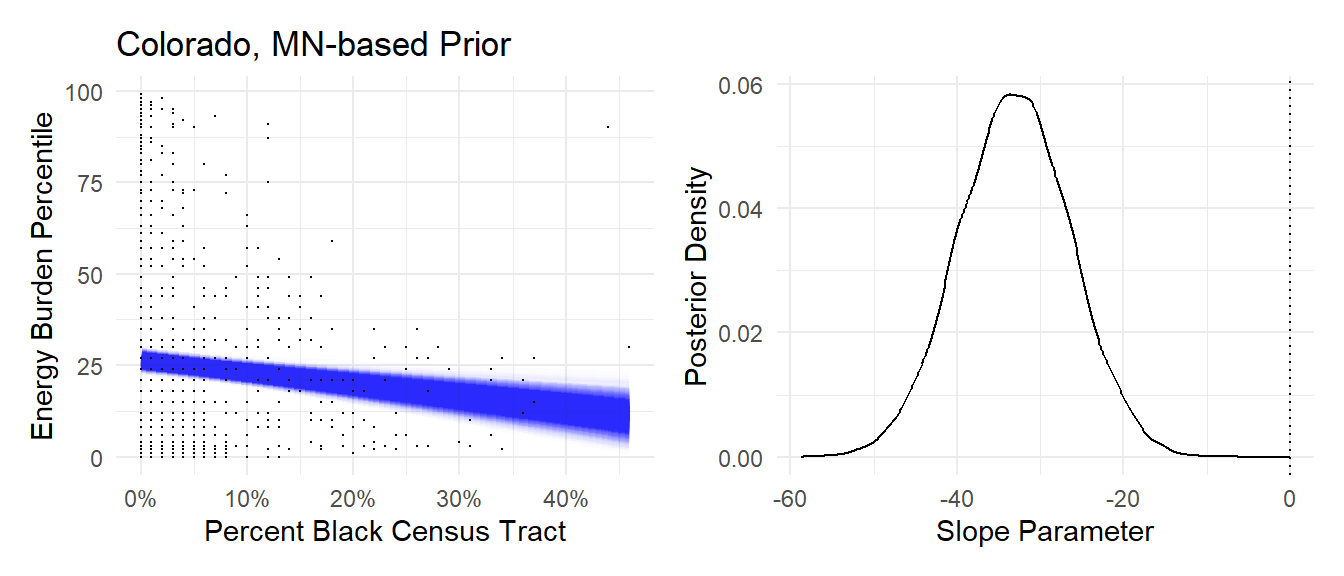 Colorado, MN-based Prior
Energy Burden Percentile
100
75
50
25
0
0% 10% 20% 30% 40%
Percent Black Census Tract
Posterior Density
0.06
0.04
0.02
0.00
-60 -40 -20 0
Slope Parameter